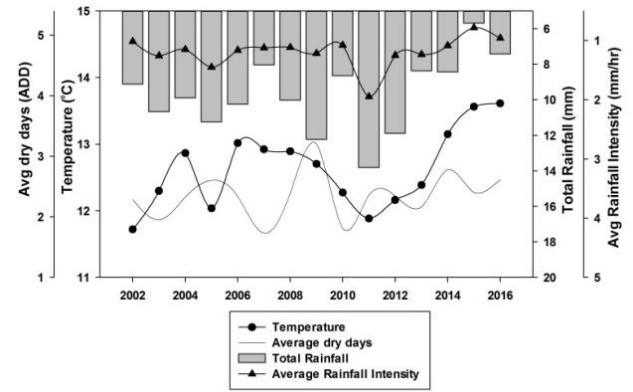 Avg dry days (ADD)
5
4
3
2
1
Temperature (°C)
15
14
13
12
11
6
8
10
12
14
16
18
20
Total Rainfall (mm)
1
2
3
4
5
Avg Rainfall Intensity (mm/hr)
2002 2004 2006 2008 2010 2012 2014 2016
Temperature
Average dry days
Total Rainfall
Average Rainfall Intensity